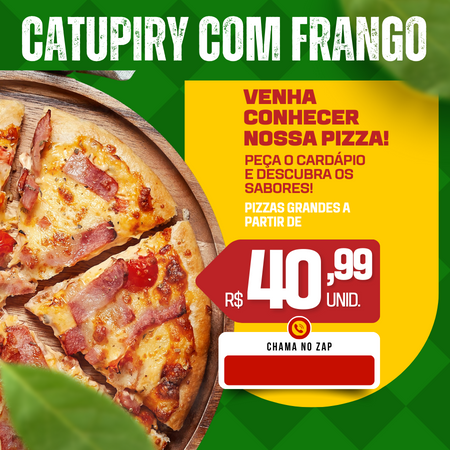 CATUPIRY COM FRANGO
VENHA
CONHECER
NOSSA PIZZA!
PEÇA O CARDÁPIO
E DESCUBRA OS
SABORES!
PIZZAS GRANDES A
PARTIR DE
R$ 40,99 UNID.
CHAMA NO ZAP